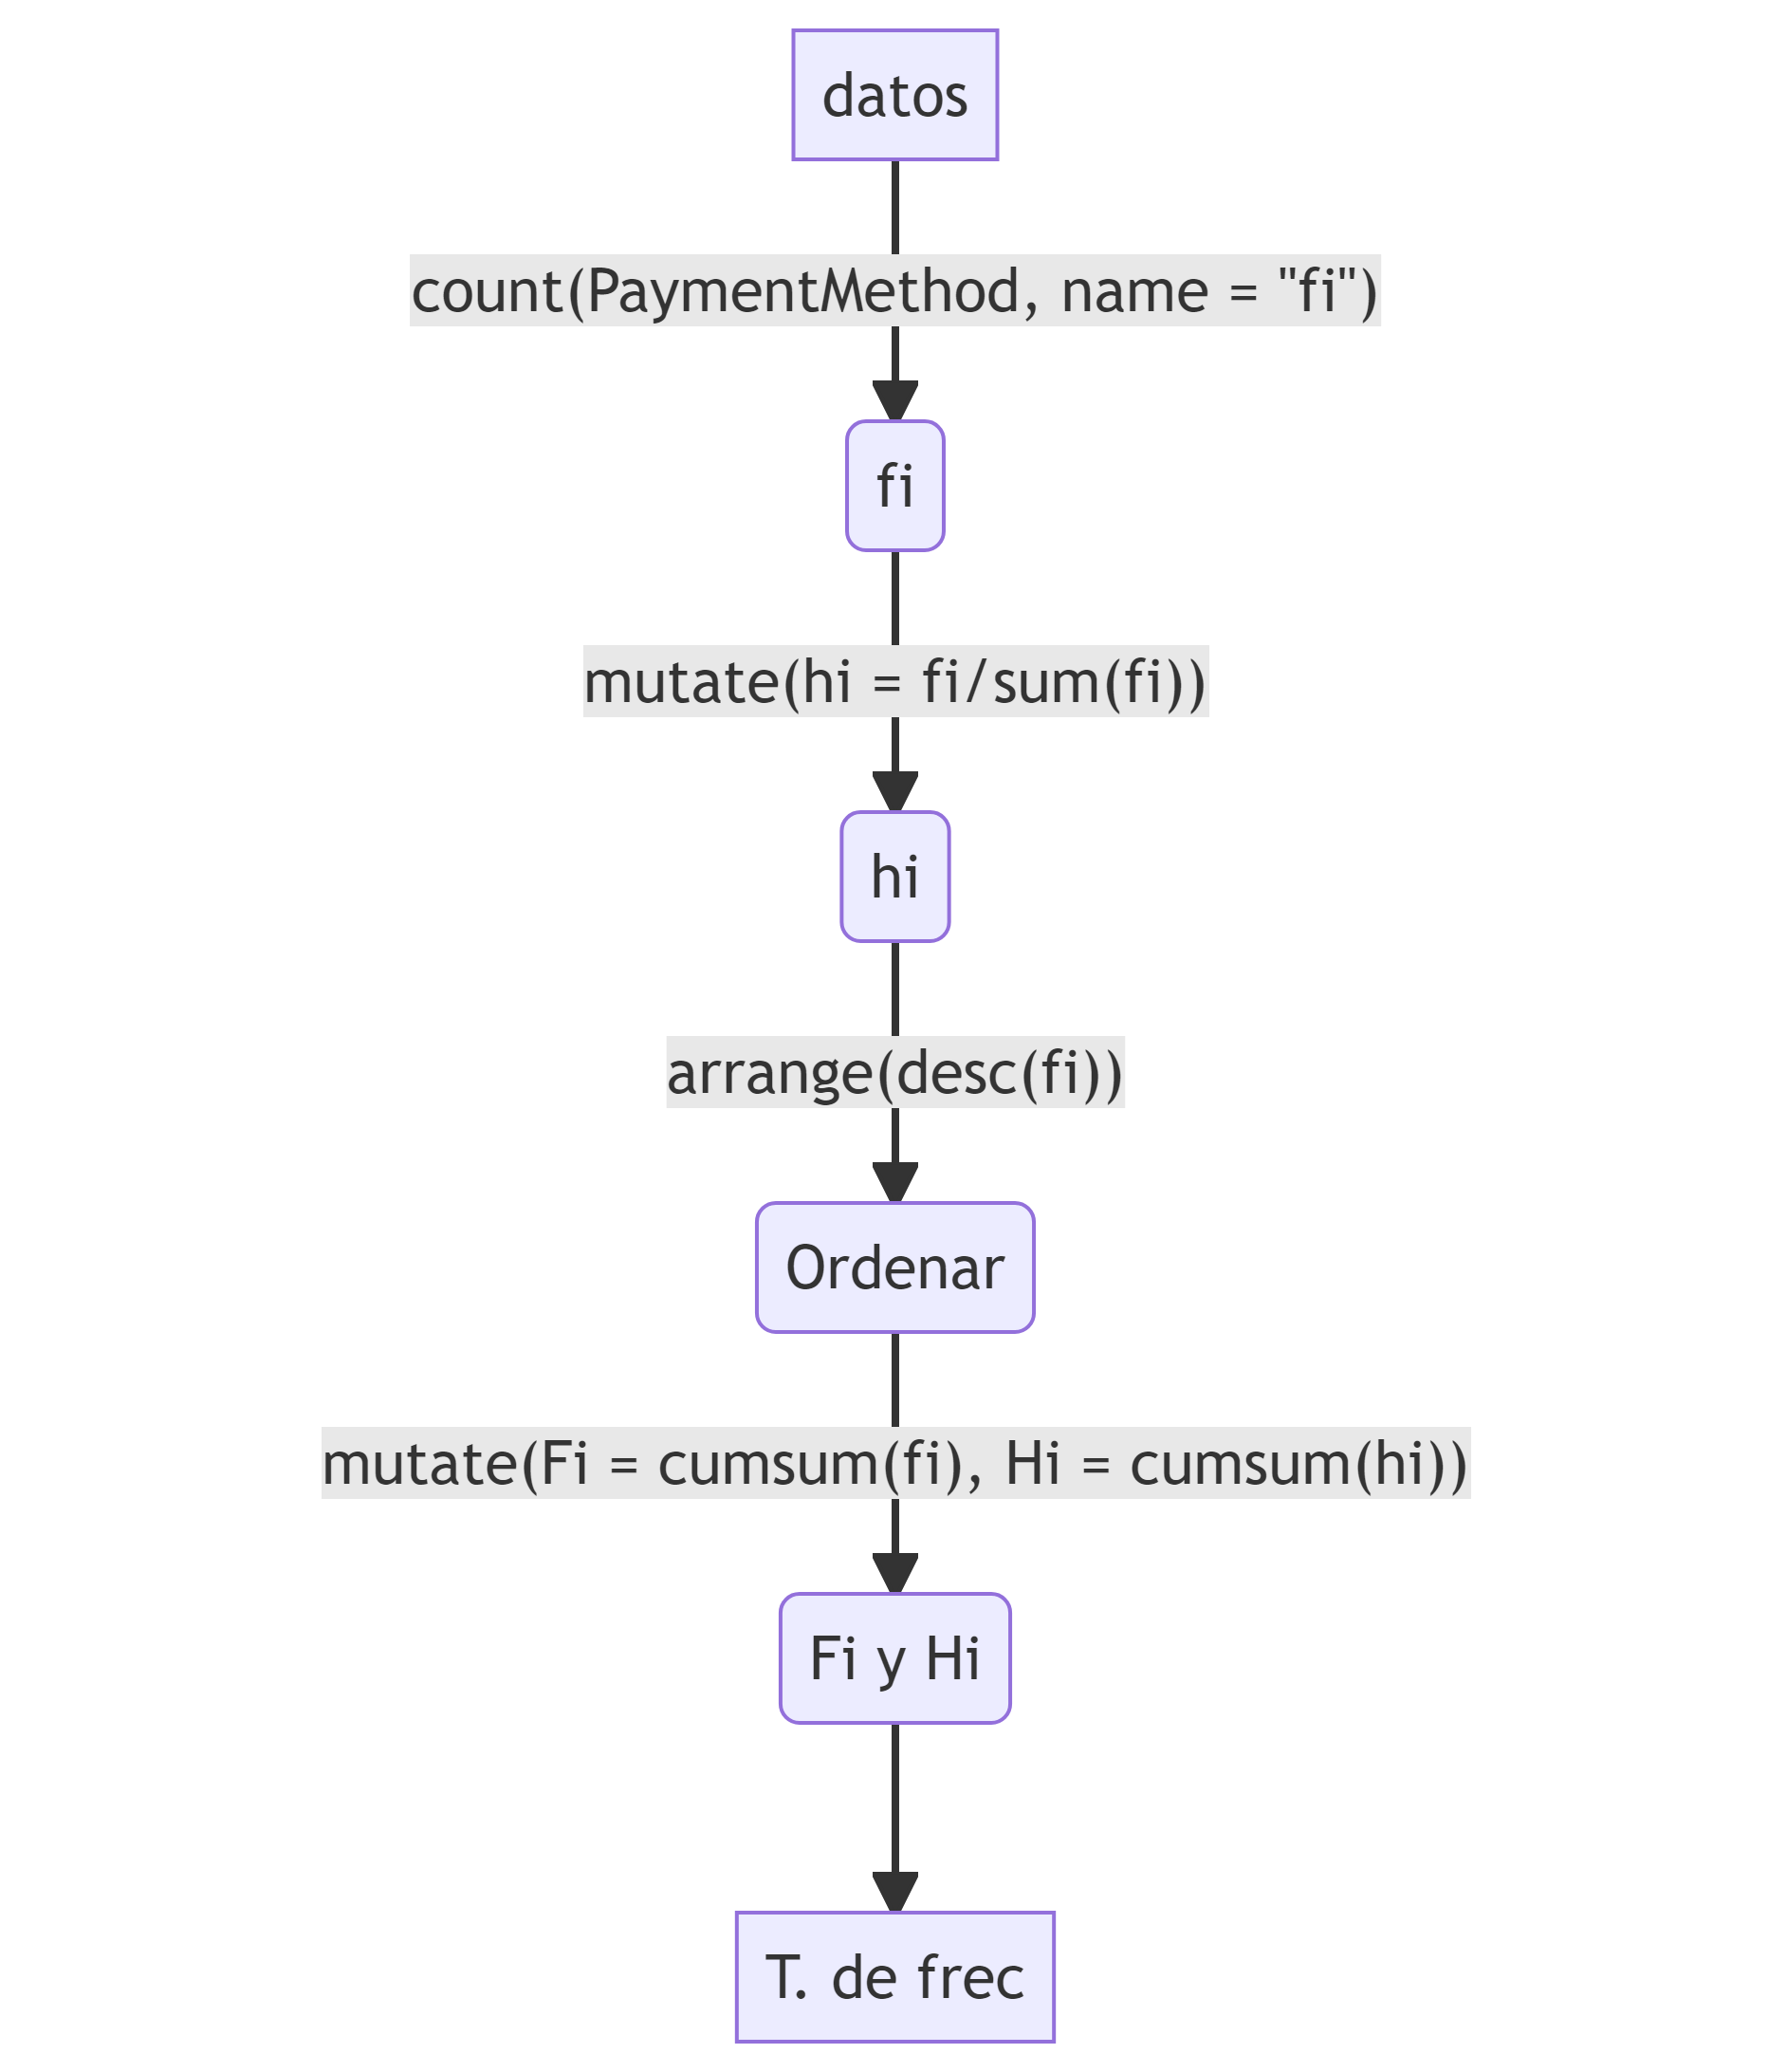 datos
count(PaymentMethod, name = "fi")
fi
mutate(hi = fi/sum(fi))
hi
arrange(desc(fi))
Ordenar
mutate(Fi = cumsum(fi), Hi = cumsum(hi))
Fi y Hi
T. de frec